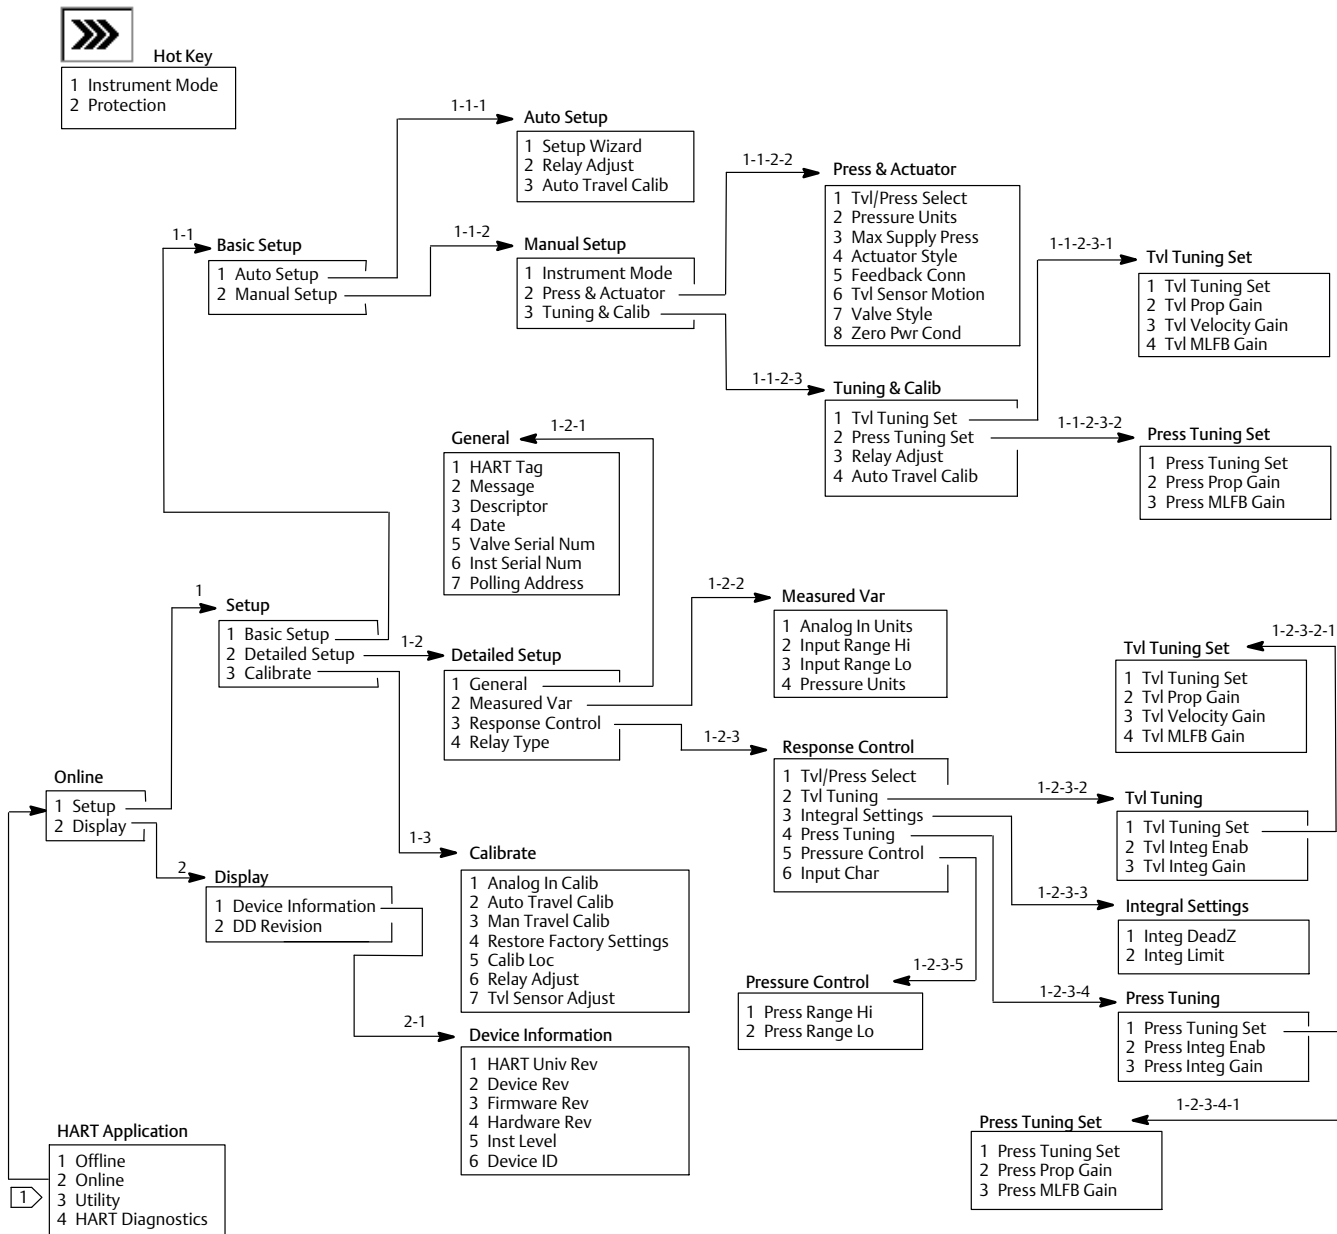 Hot Key
1 Instrument Mode
2 Protection
1-1-1
Auto Setup
1 Setup Wizard
2 Relay Adjust
3 Auto Travel Calib
1-1-2-2
Press & Actuator
1 Tvl/Press Select
2 Pressure Units
3 Max Supply Press
4 Actuator Style
5 Feedback Conn
6 Tvl Sensor Motion
7 Valve Style
8 Zero Pwr Cond
1-1
Basic Setup
1 Auto Setup
2 Manual Setup
1-1-2
Manual Setup
1 Instrument Mode
2 Press & Actuator
3 Tuning & Calib
1-1-2-3-1
Tvl Tuning Set
1 Tvl Tuning Set
2 Tvl Prop Gain
3 Tvl Velocity Gain
4 Tvl MLFB Gain
1-1-2-3
Tuning & Calib
1 Tvl Tuning Set
2 Press Tuning Set
3 Relay Adjust
4 Auto Travel Calib
1-1-2-3-2
Press Tuning Set
1 Press Tuning Set
2 Press Prop Gain
3 Press MLFB Gain
1-2-1
General
1 HART Tag
2 Message
3 Descriptor
4 Date
5 Valve Serial Num
6 Inst Serial Num
7 Polling Address
1
Setup
1 Basic Setup
2 Detailed Setup
3 Calibrate
1-2
Detailed Setup
1 General
2 Measured Var
3 Response Control
4 Relay Type
1-2-2
Measured Var
1 Analog In Units
2 Input Range Hi
3 Input Range Lo
4 Pressure Units
1-2-3-2-1
Tvl Tuning Set
1 Tvl Tuning Set
2 Tvl Prop Gain
3 Tvl Velocity Gain
4 Tvl MLFB Gain
1-2-3
Response Control
1 Tvl/Press Select
2 Tvl Tuning
3 Integral Settings
4 Press Tuning
5 Pressure Control
6 Input Char
1-2-3-2
Tvl Tuning
1 Tvl Tuning Set
2 Tvl Integ Enab
3 Tvl Integ Gain
Online
1 Setup
2 Display
1-3
Calibrate
1 Analog In Calib
2 Auto Travel Calib
3 Man Travel Calib
4 Restore Factory Settings
5 Calib Loc
6 Relay Adjust
7 Tvl Sensor Adjust
2
Display
1 Device Information
2 DD Revision
1-2-3-3
Integral Settings
1 Integ DeadZ
2 Integ Limit
1-2-3-5
Pressure Control
1 Press Range Hi
2 Press Range Lo
1-2-3-4
Press Tuning
1 Press Tuning Set
2 Press Integ Enab
3 Press Integ Gain
2-1
Device Information
1 HART Univ Rev
2 Device Rev
3 Firmware Rev
4 Hardware Rev
5 Inst Level
6 Device ID
1-2-3-4-1
Press Tuning Set
1 Press Tuning Set
2 Press Prop Gain
3 Press MLFB Gain
HART Application
1 Offline
2 Online
3 Utility
4 HART Diagnostics
1